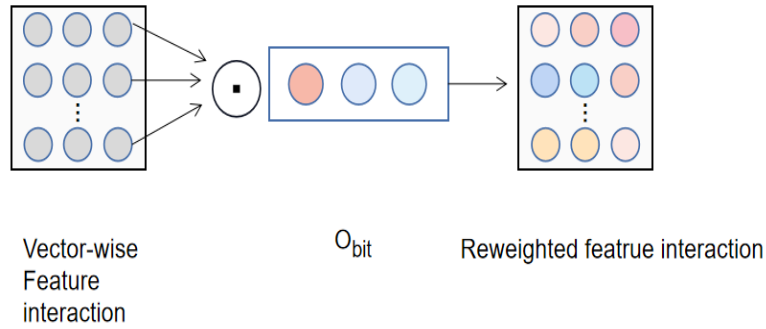 Vector-wise
Feature
interaction
O_bit
Reweighted featrue interaction